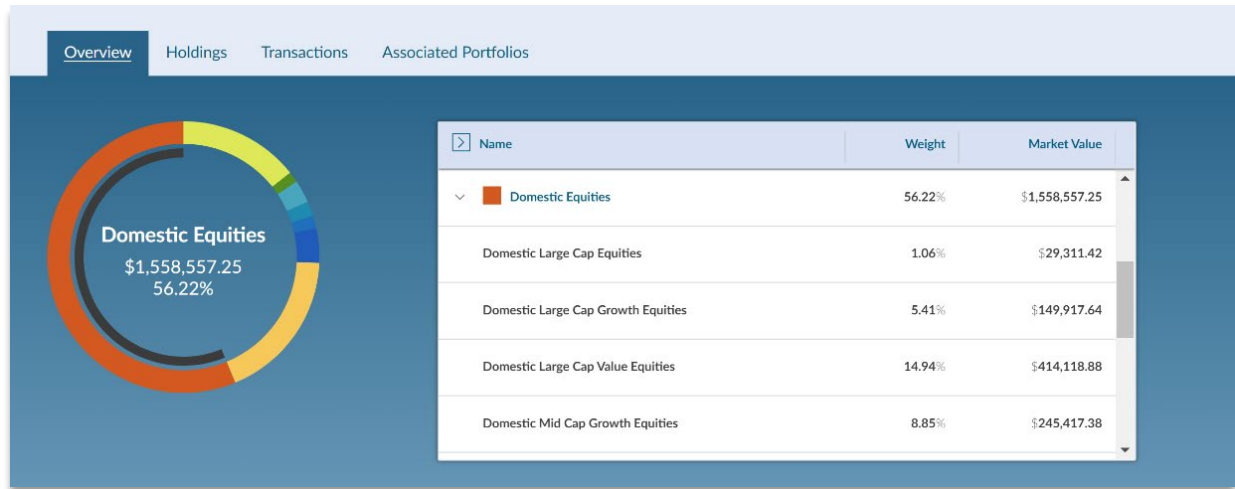 Overview Holdings Transactions Associated Portfolios
Domestic Equities
$1,558,557.25
56.22%
Name Weight Market Value
Domestic Equities 56.22% $1,558,557.25
Domestic Large Cap Equities 1.06% $29,311.42
Domestic Large Cap Growth Equities 5.41% $149,917.64
Domestic Large Cap Value Equities 14.94% $414,118.88
Domestic Mid Cap Growth Equities 8.85% $245,417.38